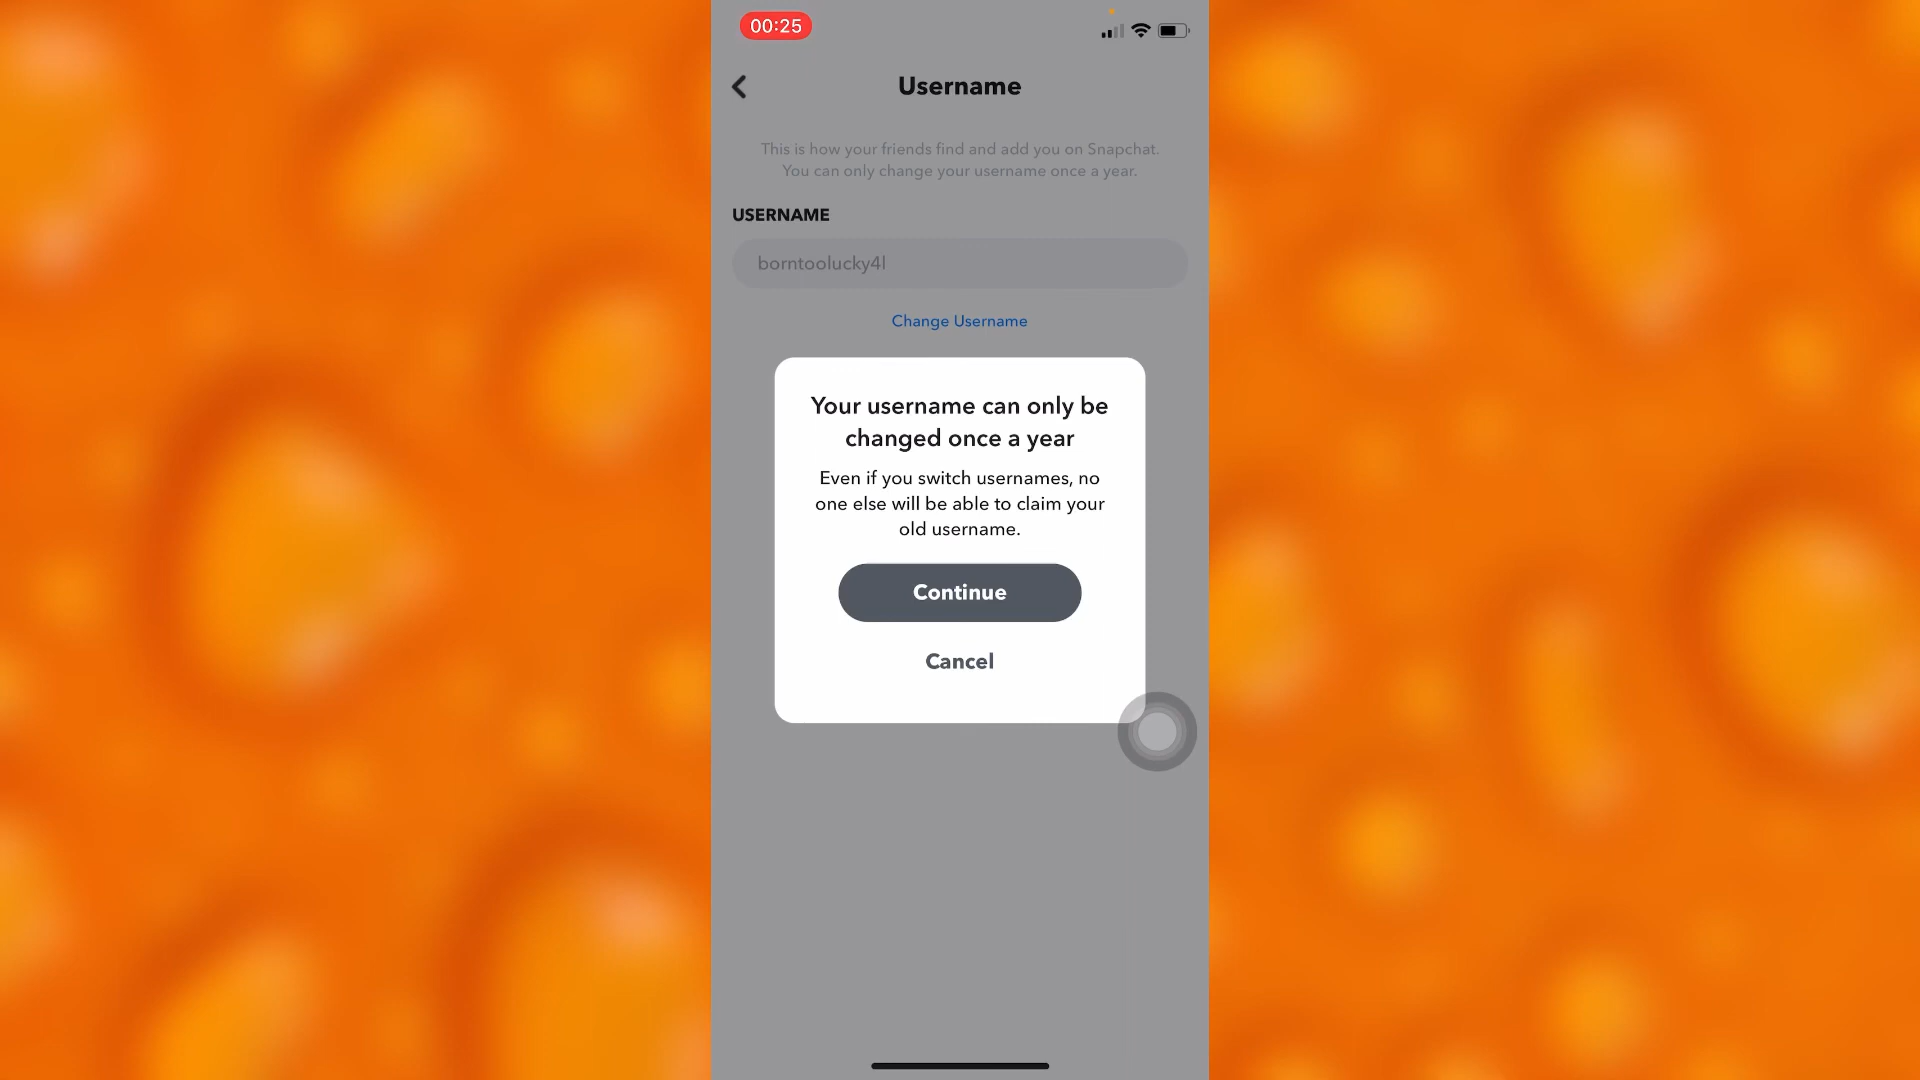 00:25
Username
This is how your friends find and add you on Snapchat.
You can only change your username once a year.
USERNAME
borntoolucky4l
Change Username
Your username can only be
changed once a year
Even if you switch usernames, no
one else will be able to claim your
old username.
Continue
Cancel